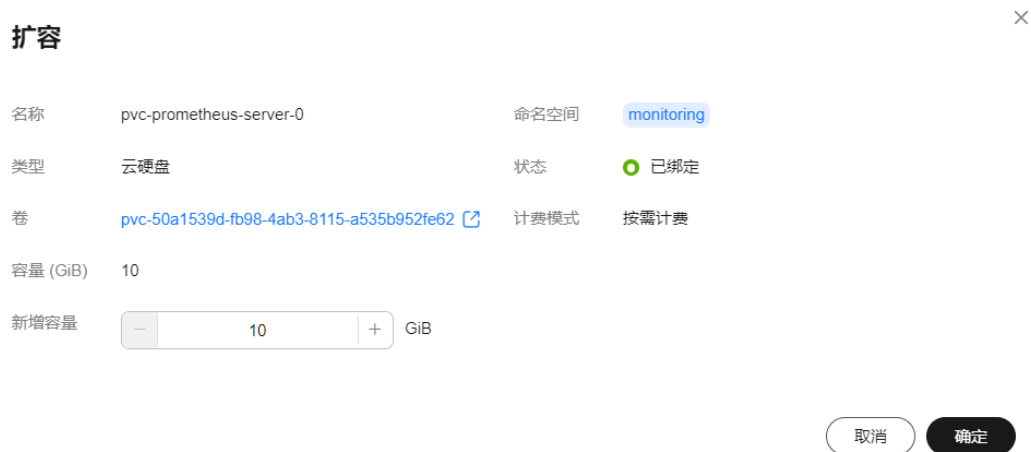 扩容
名称 pvc-prometheus-server-0 命名空间 monitoring
类型 云硬盘 状态 已绑定
卷 pvc-50a1539d-fb98-4ab3-8115-a535b952fe62 计费模式 按需计费
容量 (GiB) 10
新增容量 10 GiB
取消 确定